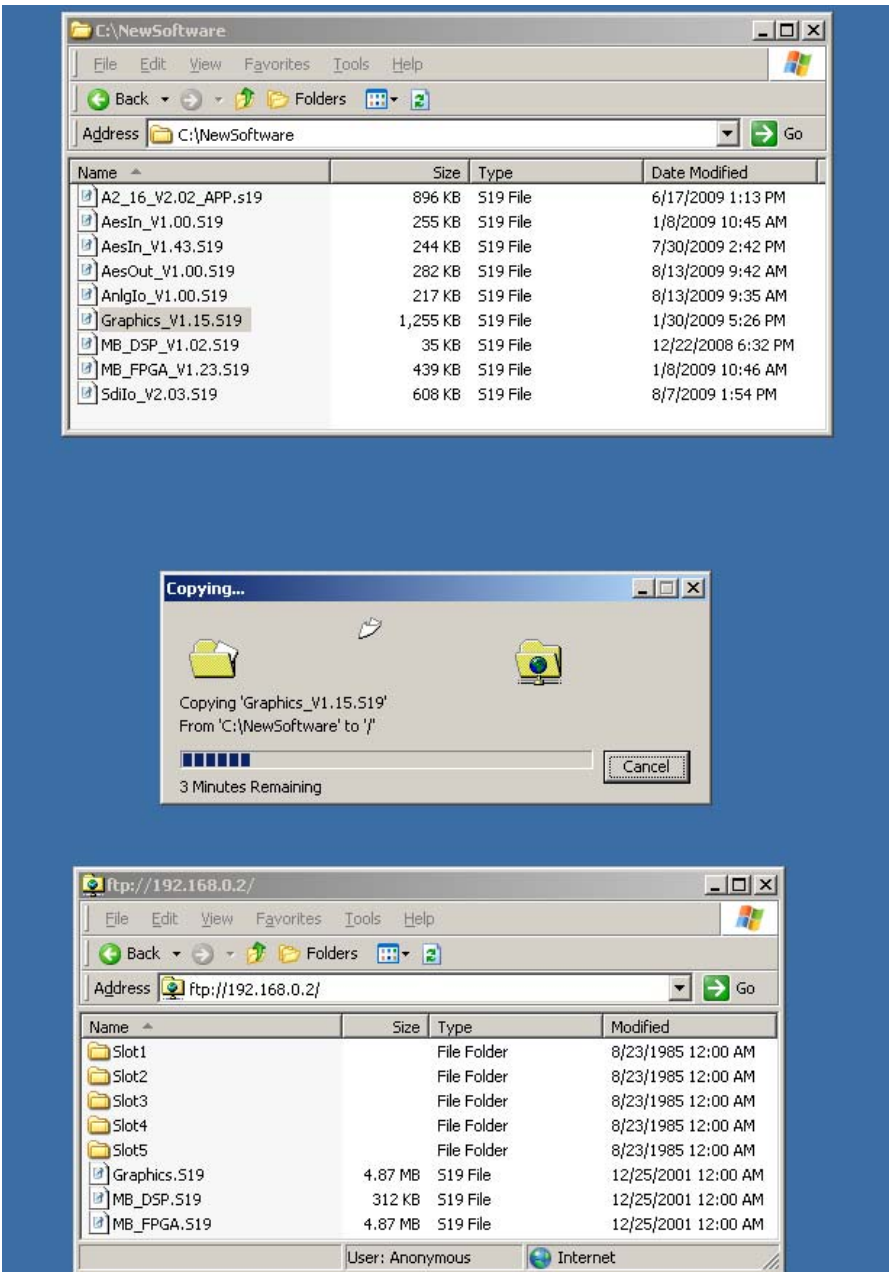 C:\NewSoftware
File Edit View Favorites Tools Help
Back Folders
Address C:\NewSoftware Go
Name Size Type Date Modified
A2_16_V2.02_APP.s19 896 KB S19 File 6/17/2009 1:13 PM
AesIn_V1.00.S19 255 KB S19 File 1/8/2009 10:45 AM
AesIn_V1.43.S19 244 KB S19 File 7/30/2009 2:42 PM
AesOut_V1.00.S19 282 KB S19 File 8/13/2009 9:42 AM
AnlgIo_V1.00.S19 217 KB S19 File 8/13/2009 9:35 AM
Graphics_V1.15.S19 1,255 KB S19 File 1/30/2009 5:26 PM
MB_DSP_V1.02.S19 35 KB S19 File 12/22/2008 6:32 PM
MB_FPGA_V1.23.S19 439 KB S19 File 1/8/2009 10:46 AM
SdiIo_V2.03.S19 608 KB S19 File 8/7/2009 1:54 PM
Copying...
Copying 'Graphics_V1.15.S19'
From 'C:\NewSoftware' to '/'
Cancel
3 Minutes Remaining
ftp://192.168.0.2/
File Edit View Favorites Tools Help
Back Folders
Address ftp://192.168.0.2/ Go
Name Size Type Modified
Slot1 File Folder 8/23/1985 12:00 AM
Slot2 File Folder 8/23/1985 12:00 AM
Slot3 File Folder 8/23/1985 12:00 AM
Slot4 File Folder 8/23/1985 12:00 AM
Slot5 File Folder 8/23/1985 12:00 AM
Graphics.S19 4.87 MB S19 File 12/25/2001 12:00 AM
MB_DSP.S19 312 KB S19 File 12/25/2001 12:00 AM
MB_FPGA.S19 4.87 MB S19 File 12/25/2001 12:00 AM
User: Anonymous Internet